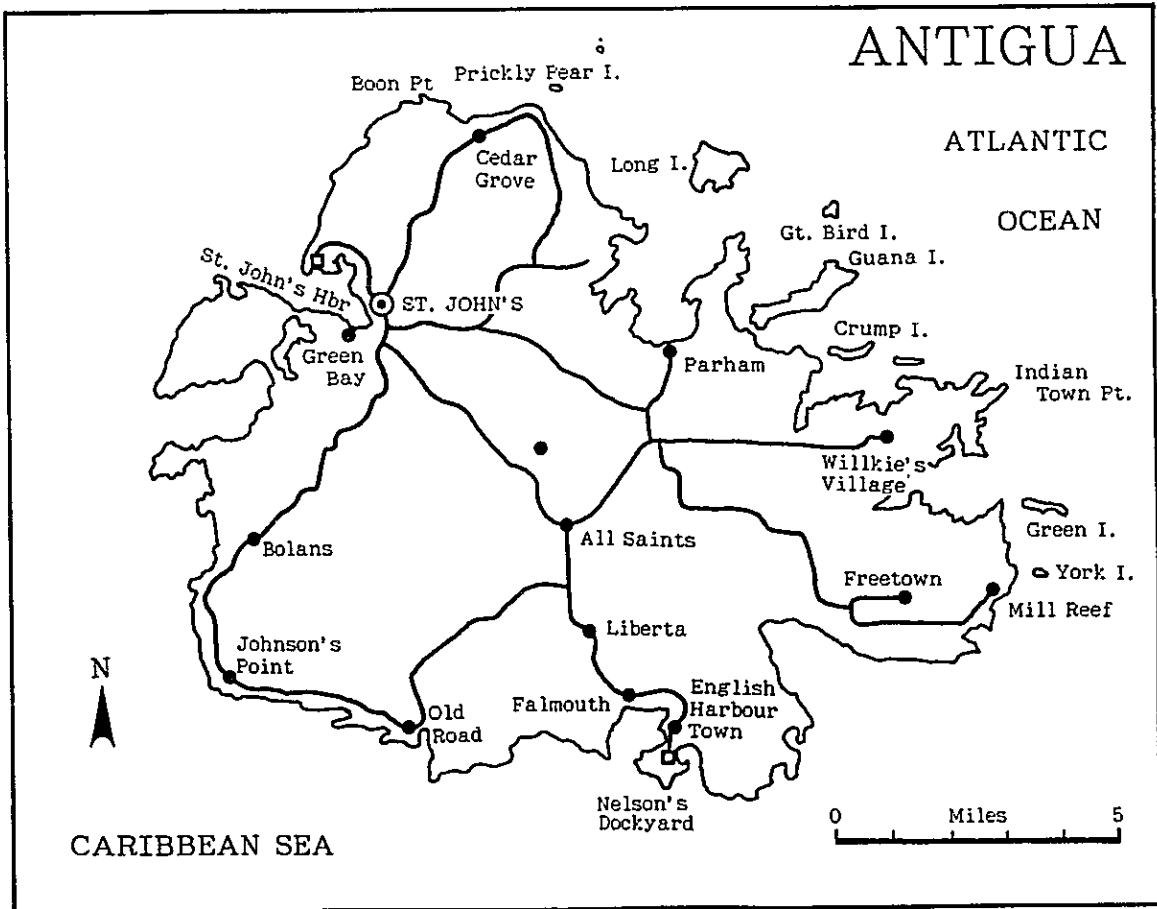 ANTIGUA
Prickly Pear I.
Boon Pt
ATLANTIC
Cedar
Grove
Long I.
OCEAN
Gt. Bird I.
Guana I.
St. John's Hbr
ST. JOHN'S
Crump I.
Green
Bay
Parham
Indian
Town Pt.
Willkie's
Village
Green I.
All Saints
Bolans
Freetown
York I.
Mill Reef
Liberta
Johnson's
Point
N
English
Harbour
Town
Falmouth
Old
Road
Nelson's
Dockyard
0 Miles 5
CARIBBEAN SEA